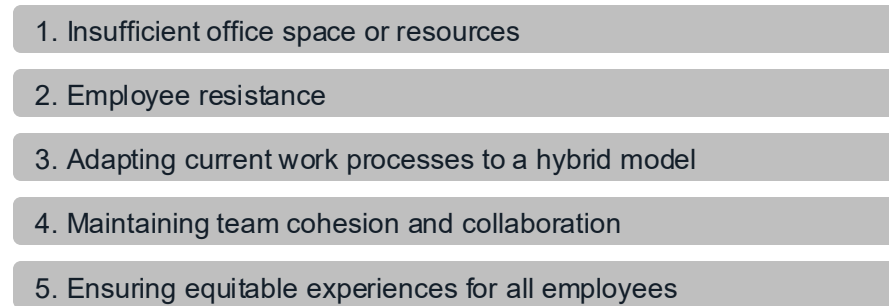 1. Insufficient office space or resources
2. Employee resistance
3. Adapting current work processes to a hybrid model
4. Maintaining team cohesion and collaboration
5. Ensuring equitable experiences for all employees